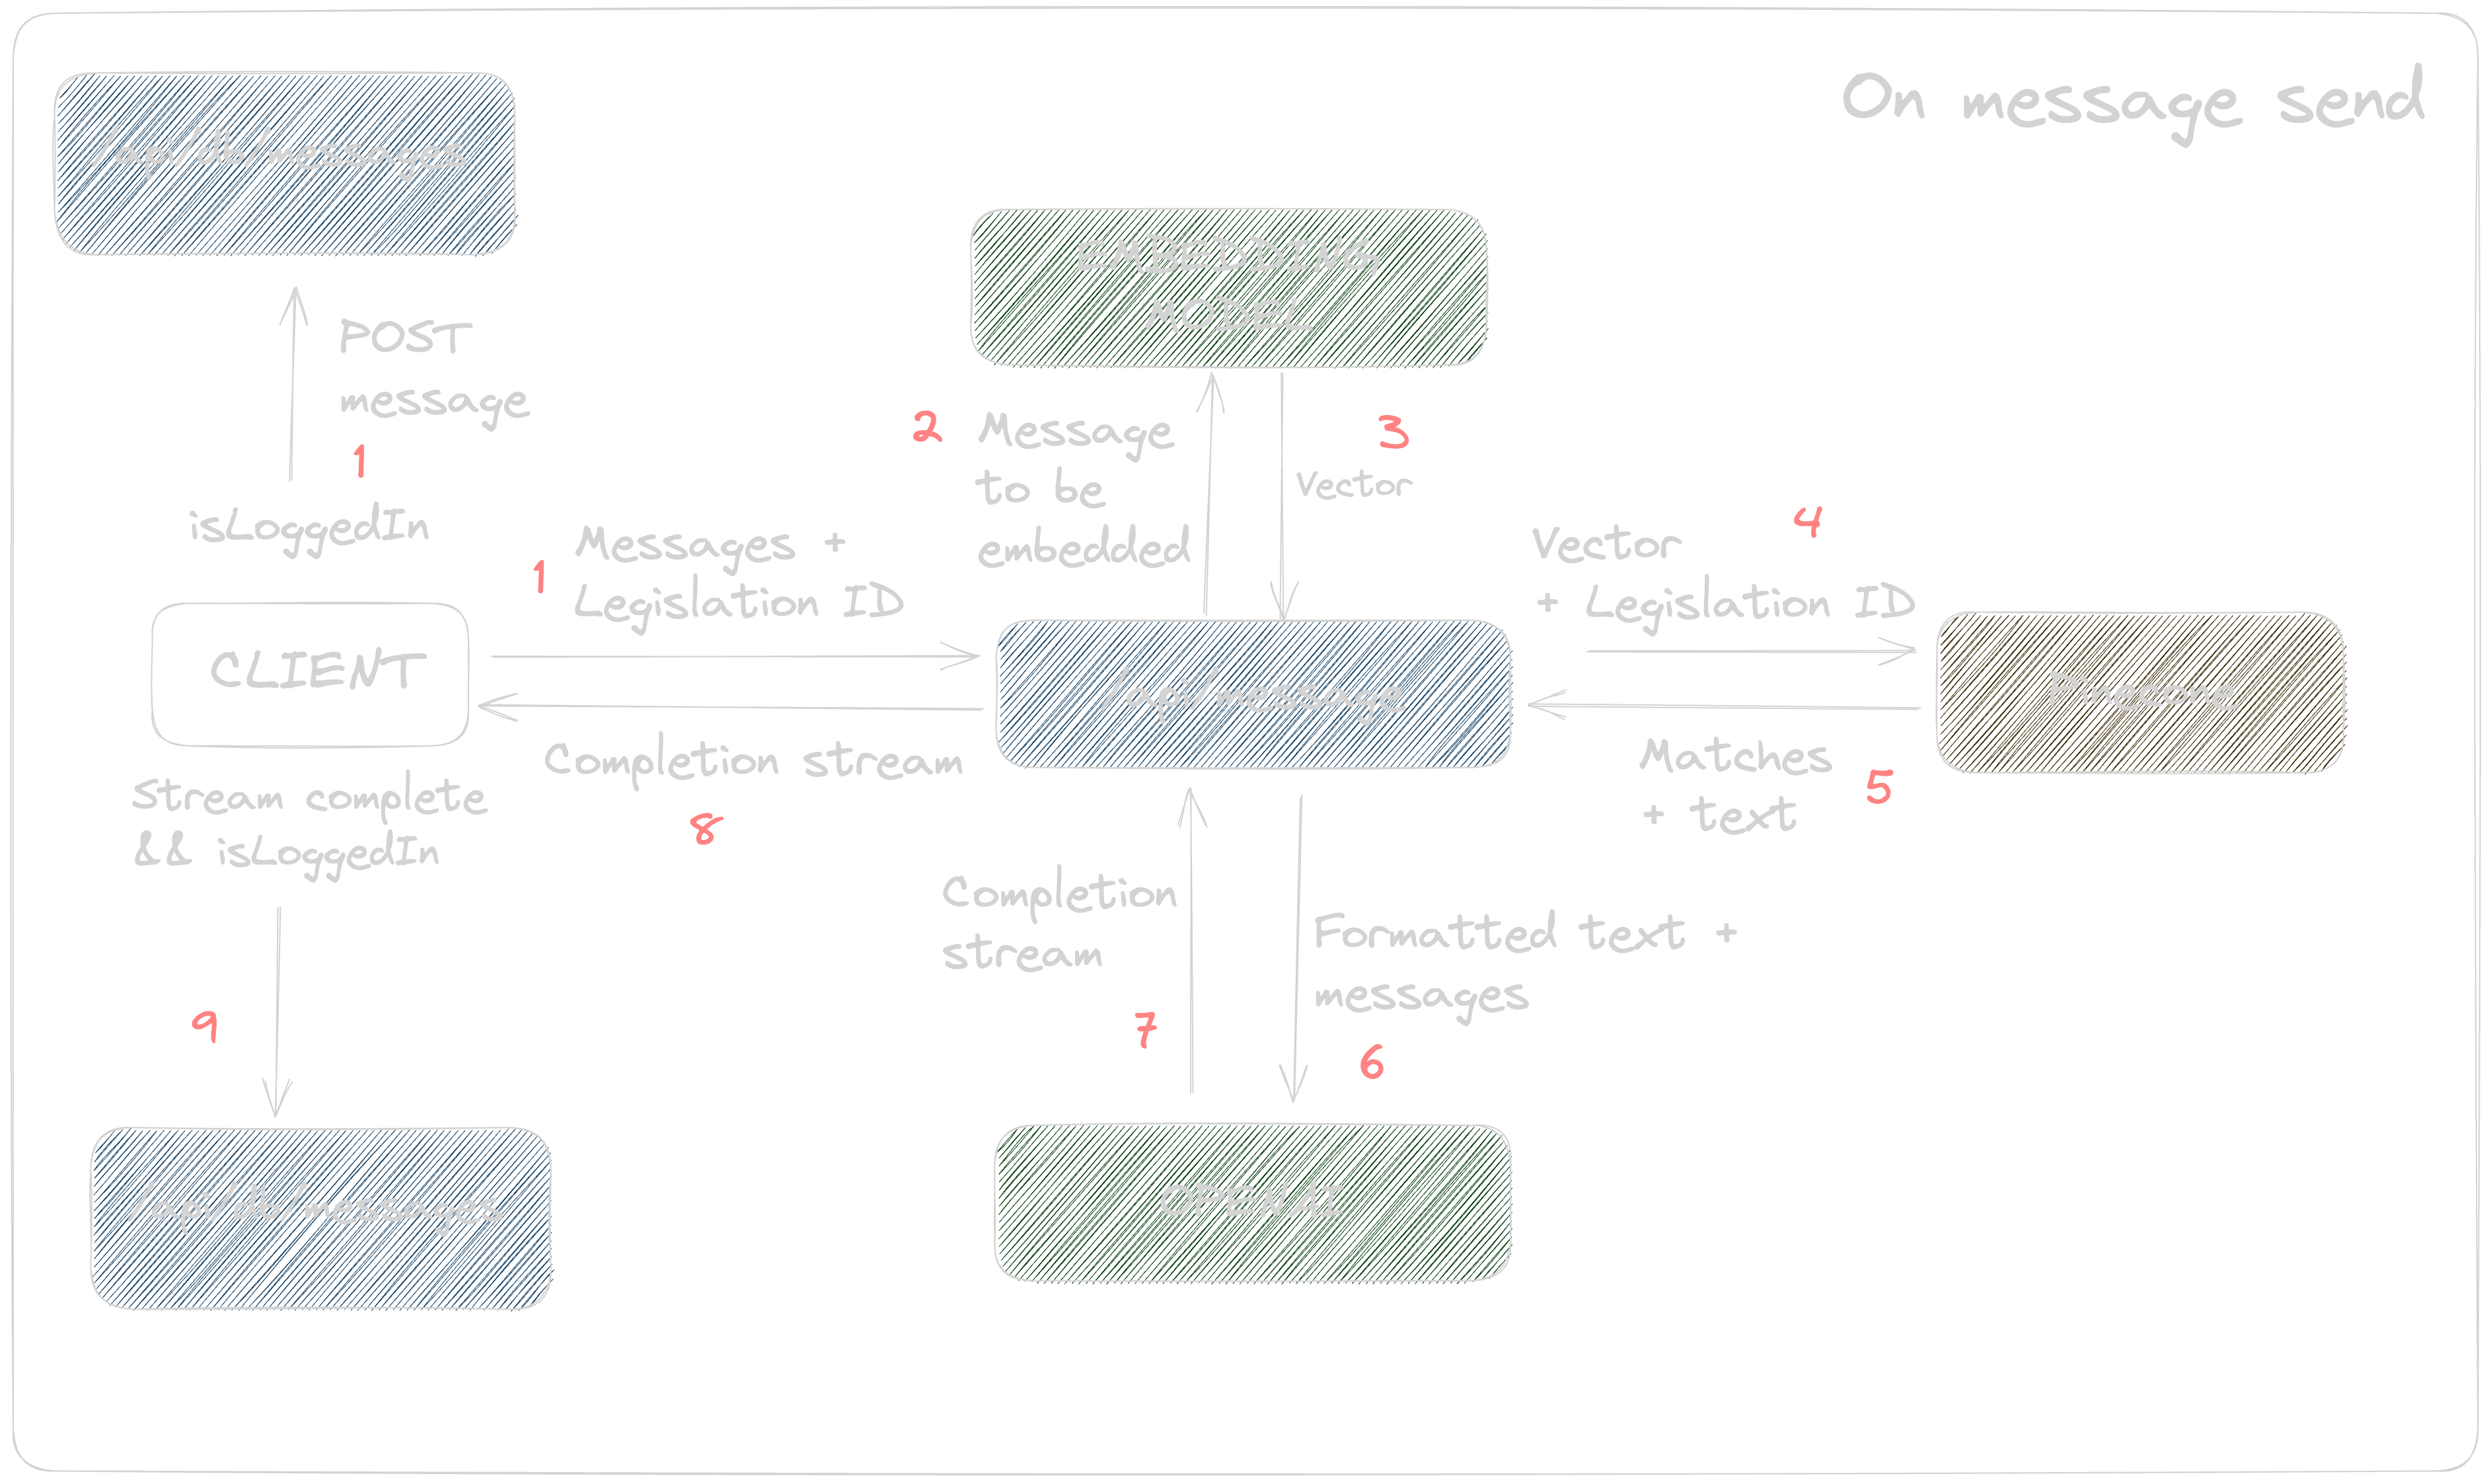 On message send
/api/db/messages
POST
message
1
isLoggedIn
CLIENT
Stream complete
&& isLoggedIn
9
/api/db/messages
1
Messages +
Legislation ID
Completion stream
8
EMBEDDING
MODEL
2
Message
to be
embedded
3
Vector
/api/message
4
Vector
+ Legislation ID
Pinecone
Matches
+ text
5
Completion
stream
7
Formatted text +
messages
6
OPENAI